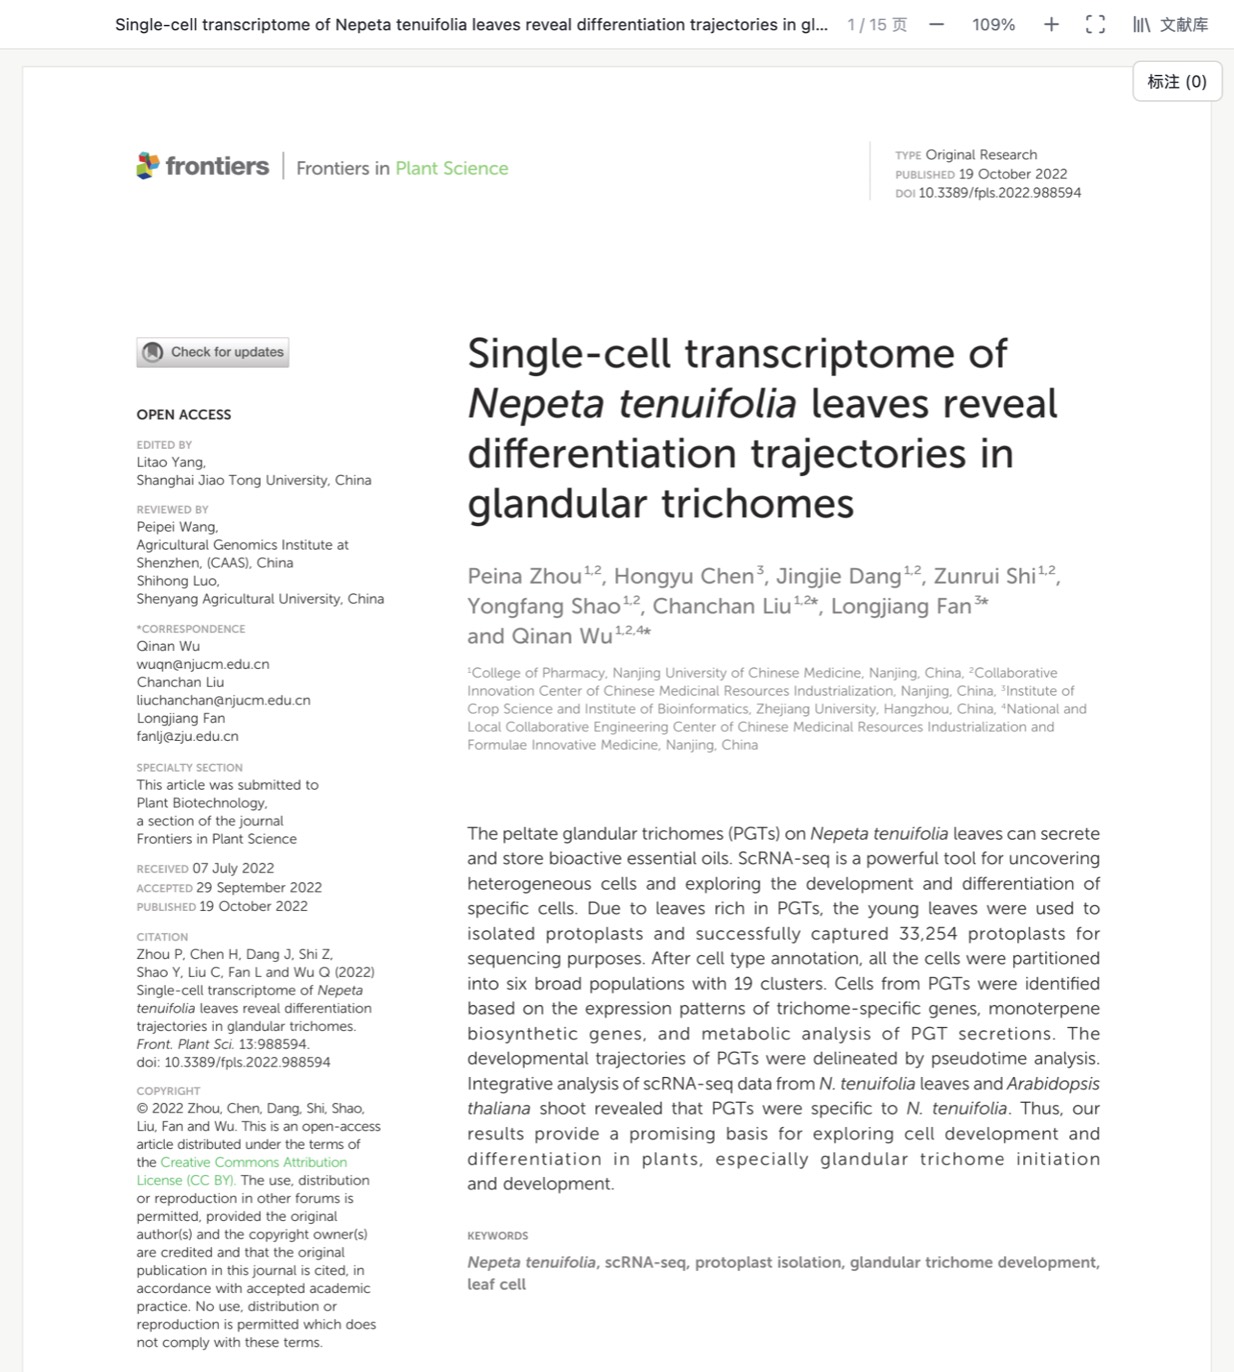 Single-cell transcriptome of Nepeta tenuifolia leaves reveal differentiation trajectories in gl...
1 / 15 页
109%
文献库
标注 (0)
frontiers
Frontiers in Plant Science
TYPE Original Research
PUBLISHED 19 October 2022
DOI 10.3389/fpls.2022.988594
Check for updates
OPEN ACCESS
EDITED BY
Litao Yang,
Shanghai Jiao Tong University, China
REVIEWED BY
Peipei Wang,
Agricultural Genomics Institute at
Shenzhen, (CAAS), China
Shihong Luo,
Shenyang Agricultural University, China
*CORRESPONDENCE
Qinan Wu
wuqn@njucm.edu.cn
Chanchan Liu
liuchanchan@njucm.edu.cn
Longjiang Fan
fanlj@zju.edu.cn
SPECIALTY SECTION
This article was submitted to
Plant Biotechnology,
a section of the journal
Frontiers in Plant Science
RECEIVED 07 July 2022
ACCEPTED 29 September 2022
PUBLISHED 19 October 2022
CITATION
Zhou P, Chen H, Dang J, Shi Z,
Shao Y, Liu C, Fan L and Wu Q (2022)
Single-cell transcriptome of Nepeta
tenuifolia leaves reveal differentiation
trajectories in glandular trichomes.
Front. Plant Sci. 13:988594.
doi: 10.3389/fpls.2022.988594
COPYRIGHT
© 2022 Zhou, Chen, Dang, Shi, Shao,
Liu, Fan and Wu. This is an open-access
article distributed under the terms of
the Creative Commons Attribution
License (CC BY). The use, distribution
or reproduction in other forums is
permitted, provided the original
author(s) and the copyright owner(s)
are credited and that the original
publication in this journal is cited, in
accordance with accepted academic
practice. No use, distribution or
reproduction is permitted which does
not comply with these terms.
Single-cell transcriptome of
Nepeta tenuifolia leaves reveal
differentiation trajectories in
glandular trichomes
Peina Zhou1,2, Hongyu Chen3, Jingjie Dang1,2, Zunrui Shi1,2,
Yongfang Shao1,2, Chanchan Liu1,2*, Longjiang Fan3*
and Qinan Wu1,2,4*
1College of Pharmacy, Nanjing University of Chinese Medicine, Nanjing, China, 2Collaborative
Innovation Center of Chinese Medicinal Resources Industrialization, Nanjing, China, 3Institute of
Crop Science and Institute of Bioinformatics, Zhejiang University, Hangzhou, China, 4National and
Local Collaborative Engineering Center of Chinese Medicinal Resources Industrialization and
Formulae Innovative Medicine, Nanjing, China
The peltate glandular trichomes (PGTs) on Nepeta tenuifolia leaves can secrete
and store bioactive essential oils. ScRNA-seq is a powerful tool for uncovering
heterogeneous cells and exploring the development and differentiation of
specific cells. Due to leaves rich in PGTs, the young leaves were used to
isolated protoplasts and successfully captured 33,254 protoplasts for
sequencing purposes. After cell type annotation, all the cells were partitioned
into six broad populations with 19 clusters. Cells from PGTs were identified
based on the expression patterns of trichome-specific genes, monoterpene
biosynthetic genes, and metabolic analysis of PGT secretions. The
developmental trajectories of PGTs were delineated by pseudotime analysis.
Integrative analysis of scRNA-seq data from N. tenuifolia leaves and Arabidopsis
thaliana shoot revealed that PGTs were specific to N. tenuifolia. Thus, our
results provide a promising basis for exploring cell development and
differentiation in plants, especially glandular trichome initiation
and development.
KEYWORDS
Nepeta tenuifolia, scRNA-seq, protoplast isolation, glandular trichome development,
leaf cell